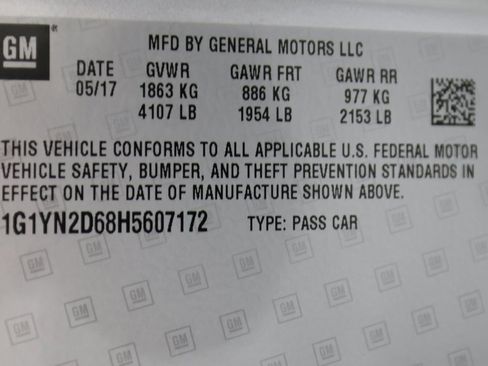 GM ®
MFD BY GENERAL MOTORS LLC
DATE GVWR GAWR FRT GAWR RR
05/17 1863 KG 886 KG 977 KG
4107 LB 1954 LB 2153 LB
THIS VEHICLE CONFORMS TO ALL APPLICABLE U.S. FEDERAL MOTOR
VEHICLE SAFETY, BUMPER, AND THEFT PREVENTION STANDARDS IN
EFFECT ON THE DATE OF MANUFACTURE SHOWN ABOVE.
1G1YN2D68H5607172 TYPE: PASS CAR